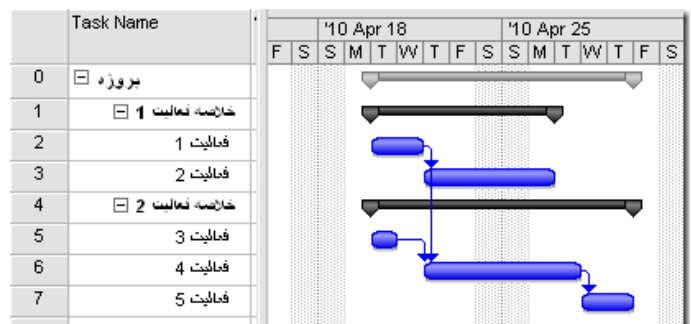 Task Name
'10 Apr 18 '10 Apr 25
F S S M T W T F S S M T W T F S
0 پروژه
1 خلاصه فعالیت 1
2 فعالیت 1
3 فعالیت 2
4 خلاصه فعالیت 2
5 فعالیت 3
6 فعالیت 4
7 فعالیت 5